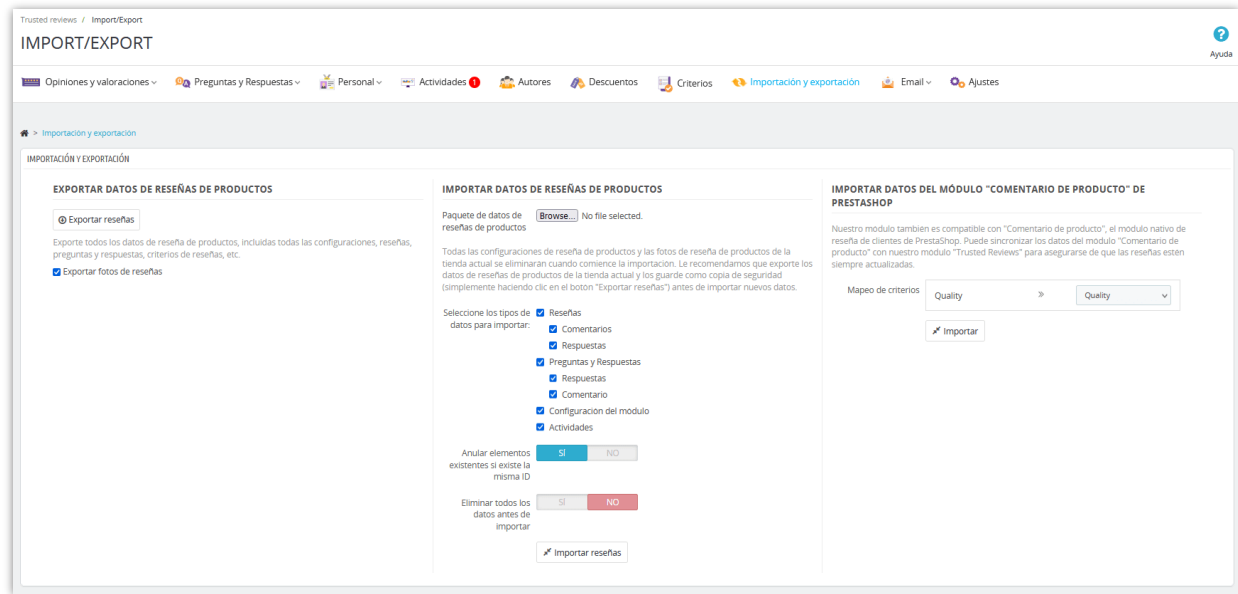 Trusted reviews / Import/Export
IMPORT/EXPORT
Ayuda
Opiniones y valoraciones
Preguntas y Respuestas
Personal
Actividades 1
Autores
Descuentos
Criterios
Importación y exportación
Email
Ajustes
> Importación y exportación
IMPORTACIÓN Y EXPORTACIÓN
EXPORTAR DATOS DE RESEÑAS DE PRODUCTOS
Exportar reseñas
Exporte todos los datos de reseña de productos, incluidas todas las configuraciones, reseñas,
preguntas y respuestas, criterios de reseñas, etc.
Exportar fotos de reseñas
IMPORTAR DATOS DE RESEÑAS DE PRODUCTOS
Paquete de datos de
reseñas de productos
Browse... No file selected.
Todas las configuraciones de reseña de productos y las fotos de reseña de productos de la
tienda actual se eliminarán cuando comience la importación. Le recomendamos que exporte los
datos de reseñas de productos de la tienda actual y los guarde como copia de seguridad
(simplemente haciendo clic en el botón "Exportar reseñas") antes de importar nuevos datos.
Seleccione los tipos de
datos para importar:
Reseñas
Comentarios
Respuestas
Preguntas y Respuestas
Respuestas
Comentario
Configuración del módulo
Actividades
Anular elementos
existentes si existe la
misma ID
SÍ NO
Eliminar todos los
datos antes de
importar
SÍ NO
Importar reseñas
IMPORTAR DATOS DEL MÓDULO "COMENTARIO DE PRODUCTO" DE
PRESTASHOP
Nuestro módulo también es compatible con "Comentario de producto", el módulo nativo de
reseña de clientes de PrestaShop. Puede sincronizar los datos del módulo "Comentario de
producto" con nuestro módulo "Trusted Reviews" para asegurarse de que las reseñas estén
siempre actualizadas.
Mapeo de criterios
Quality » Quality
Importar